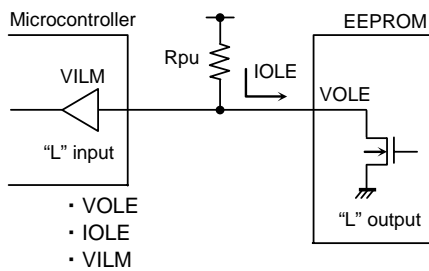 Microcontroller
EEPROM
Rpu
IOLE
VILM
VOLE
“L” input
“L” output
・VOLE
・IOLE
・VILM